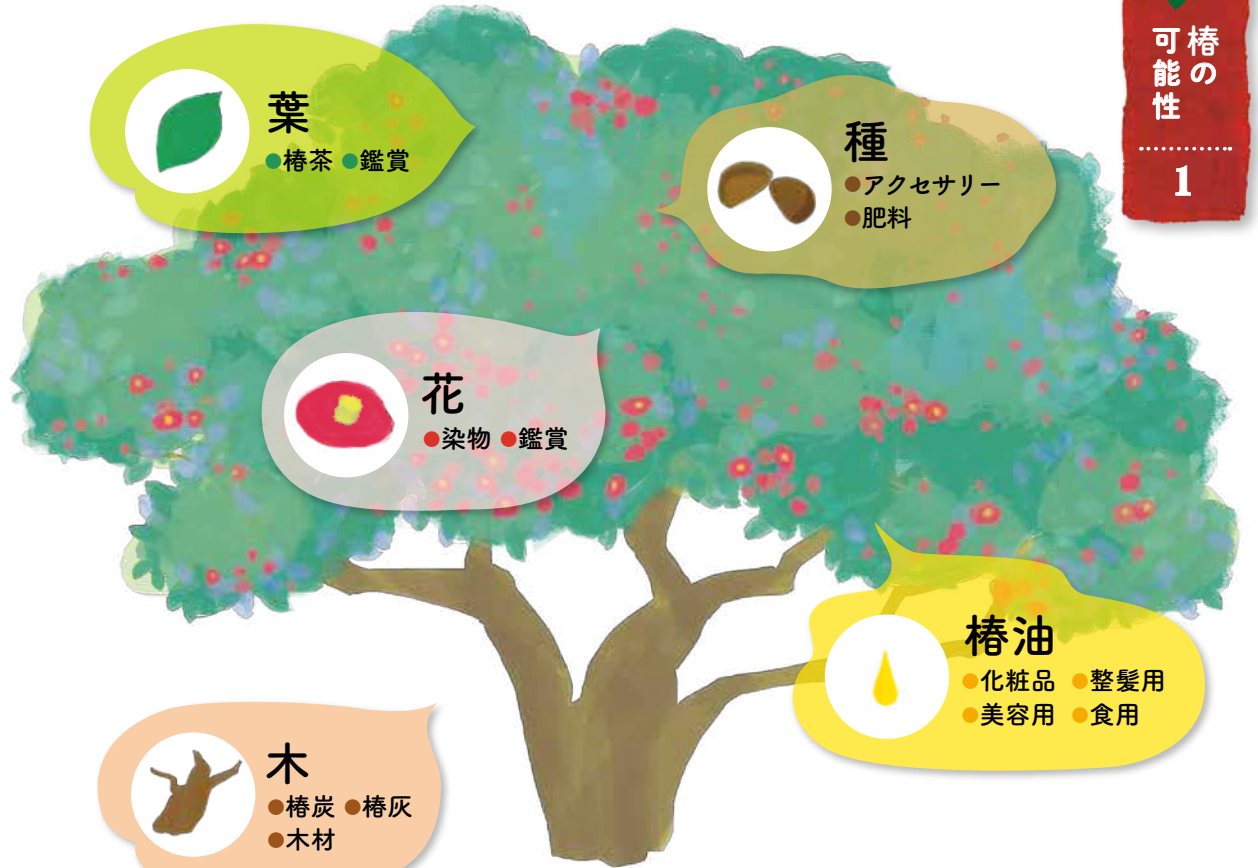 椿の
可能性
1
葉
●椿茶 ●鑑賞
種
●アクセサリー
●肥料
花
●染物 ●鑑賞
椿油
●化粧品 ●整髪用
●美容用 ●食用
木
●椿炭 ●椿灰
●木材